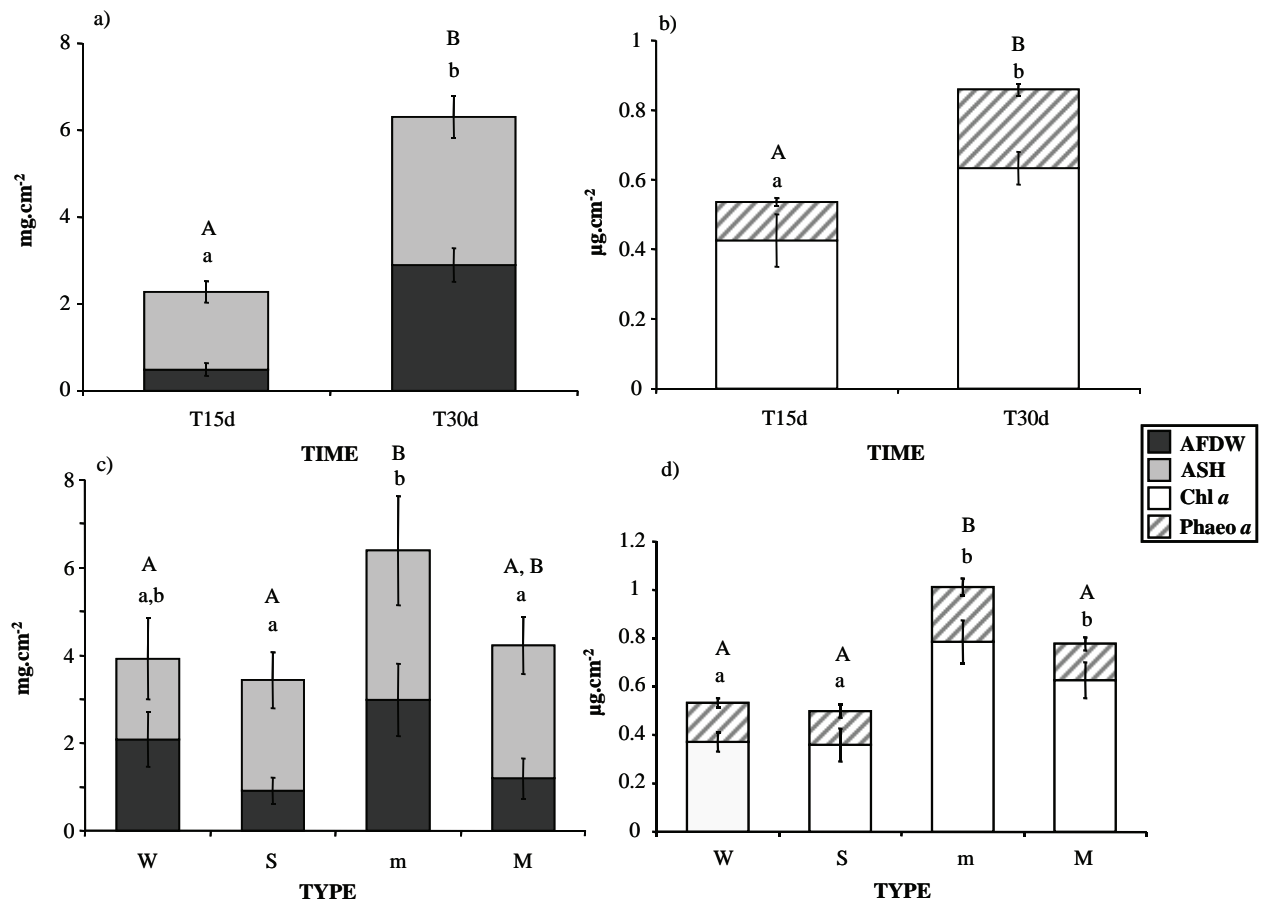 a)
8
6
4
2
0
mg.cm-2
A
a
B
b
T15d
T30d
TIME
b)
1
0.8
0.6
0.4
0.2
0
µg.cm-2
A
a
B
b
T15d
T30d
TIME
AFDW
ASH
Chl a
Phaeo a
c)
8
6
4
2
0
mg.cm-2
A
a,b
A
a
B
b
A, B
a
W
S
m
M
TYPE
d)
1.2
1
0.8
0.6
0.4
0.2
0
µg.cm-2
A
a
A
a
B
b
A
b
W
S
m
M
TYPE